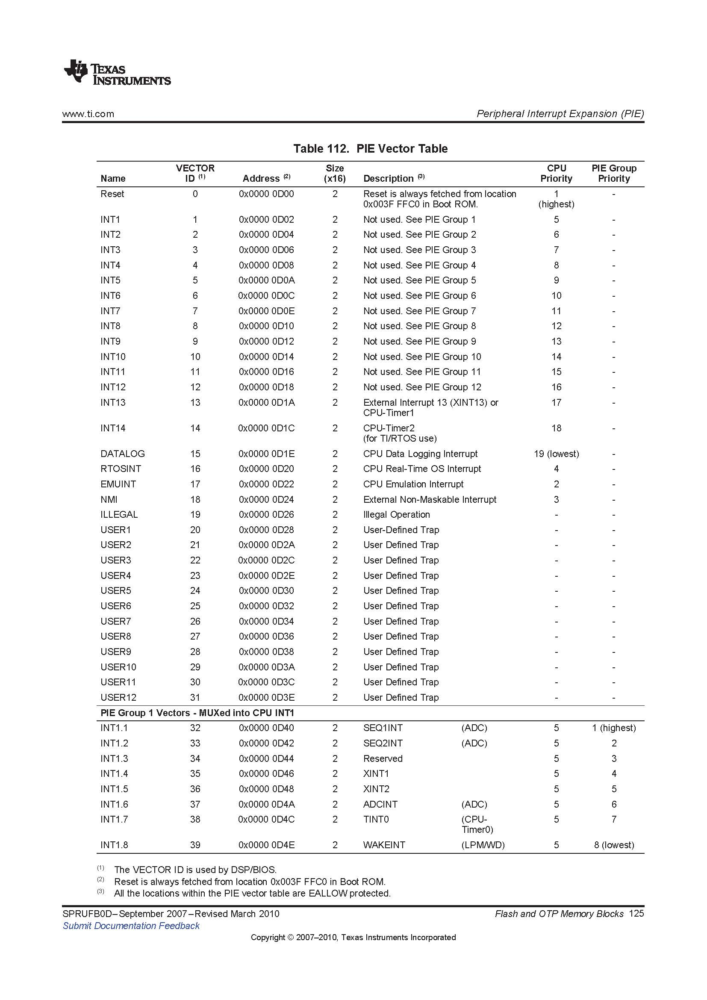 TEXAS
INSTRUMENTS
www.ti.com Peripheral Interrupt Expansion (PIE)
Table 112. PIE Vector Table
Name VECTOR ID (1) Address (2) Size (x16) Description (3) CPU Priority PIE Group Priority
Reset 0 0x0000 0D00 2 Reset is always fetched from location 1 -
0x003F FFC0 in Boot ROM. (highest)
INT1 1 0x0000 0D02 2 Not used. See PIE Group 1 5 -
INT2 2 0x0000 0D04 2 Not used. See PIE Group 2 6 -
INT3 3 0x0000 0D06 2 Not used. See PIE Group 3 7 -
INT4 4 0x0000 0D08 2 Not used. See PIE Group 4 8 -
INT5 5 0x0000 0D0A 2 Not used. See PIE Group 5 9 -
INT6 6 0x0000 0D0C 2 Not used. See PIE Group 6 10 -
INT7 7 0x0000 0D0E 2 Not used. See PIE Group 7 11 -
INT8 8 0x0000 0D10 2 Not used. See PIE Group 8 12 -
INT9 9 0x0000 0D12 2 Not used. See PIE Group 9 13 -
INT10 10 0x0000 0D14 2 Not used. See PIE Group 10 14 -
INT11 11 0x0000 0D16 2 Not used. See PIE Group 11 15 -
INT12 12 0x0000 0D18 2 Not used. See PIE Group 12 16 -
INT13 13 0x0000 0D1A 2 External Interrupt 13 (XINT13) or 17 -
CPU-Timer1
INT14 14 0x0000 0D1C 2 CPU-Timer2 18 -
(for TI/RTOS use)
DATALOG 15 0x0000 0D1E 2 CPU Data Logging Interrupt 19 (lowest) -
RTOSINT 16 0x0000 0D20 2 CPU Real-Time OS Interrupt 4 -
EMUINT 17 0x0000 0D22 2 CPU Emulation Interrupt 2 -
NMI 18 0x0000 0D24 2 External Non-Maskable Interrupt 3 -
ILLEGAL 19 0x0000 0D26 2 Illegal Operation - -
USER1 20 0x0000 0D28 2 User-Defined Trap - -
USER2 21 0x0000 0D2A 2 User Defined Trap - -
USER3 22 0x0000 0D2C 2 User Defined Trap - -
USER4 23 0x0000 0D2E 2 User Defined Trap - -
USER5 24 0x0000 0D30 2 User Defined Trap - -
USER6 25 0x0000 0D32 2 User Defined Trap - -
USER7 26 0x0000 0D34 2 User Defined Trap - -
USER8 27 0x0000 0D36 2 User Defined Trap - -
USER9 28 0x0000 0D38 2 User Defined Trap - -
USER10 29 0x0000 0D3A 2 User Defined Trap - -
USER11 30 0x0000 0D3C 2 User Defined Trap - -
USER12 31 0x0000 0D3E 2 User Defined Trap - -
PIE Group 1 Vectors - MUXed into CPU INT1
INT1.1 32 0x0000 0D40 2 SEQ1INT (ADC) 5 1 (highest)
INT1.2 33 0x0000 0D42 2 SEQ2INT (ADC) 5 2
INT1.3 34 0x0000 0D44 2 Reserved 5 3
INT1.4 35 0x0000 0D46 2 XINT1 5 4
INT1.5 36 0x0000 0D48 2 XINT2 5 5
INT1.6 37 0x0000 0D4A 2 ADCINT (ADC) 5 6
INT1.7 38 0x0000 0D4C 2 TINT0 (CPU- 5 7
Timer0)
INT1.8 39 0x0000 0D4E 2 WAKEINT (LPM/WD) 5 8 (lowest)
(1) The VECTOR ID is used by DSP/BIOS.
(2) Reset is always fetched from location 0x003F FFC0 in Boot ROM.
(3) All the locations within the PIE vector table are EALLOW protected.
SPRUFB0D–September 2007–Revised March 2010 Flash and OTP Memory Blocks 125
Submit Documentation Feedback
Copyright © 2007–2010, Texas Instruments Incorporated